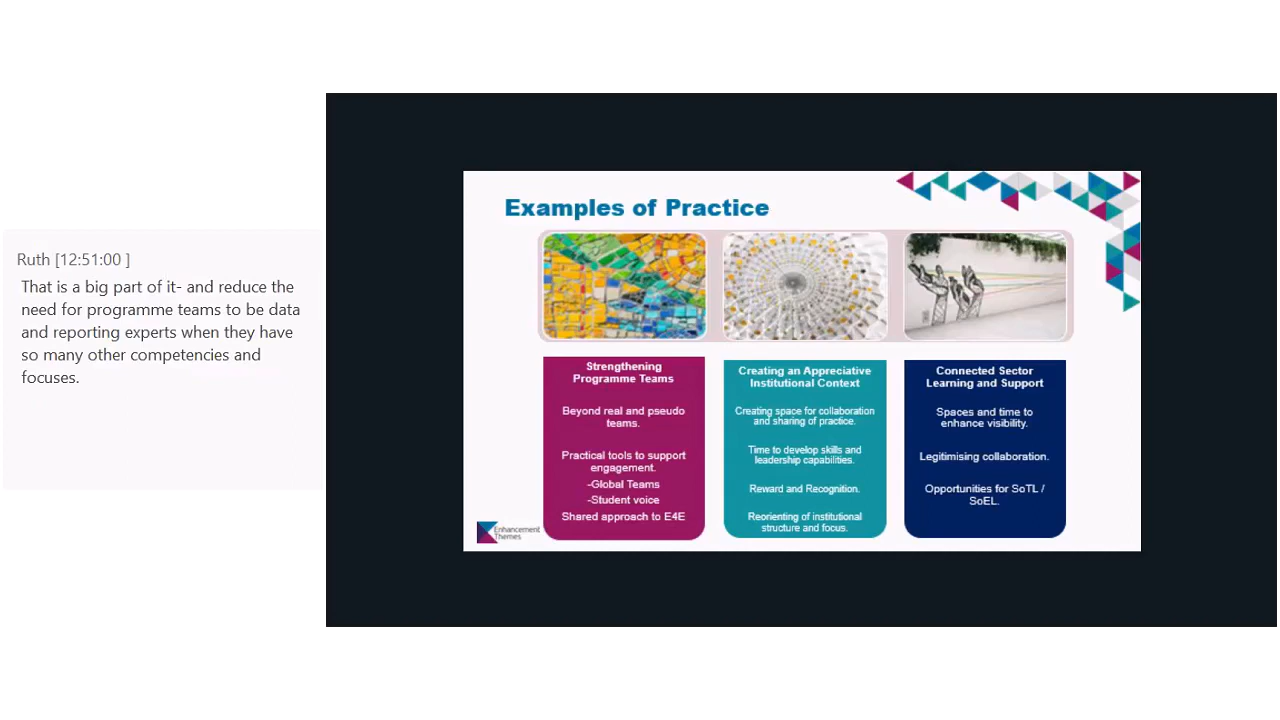 Ruth [12:51:00 ]
That is a big part of it- and reduce the
need for programme teams to be data
and reporting experts when they have
so many other competencies and
focuses.
Examples of Practice
Strengthening
Programme Teams
Beyond real and pseudo
teams.
Practical tools to support
engagement.
-Global Teams
-Student voice
Shared approach to E4E
Creating an Appreciative
Institutional Context
Creating space for collaboration
and sharing of practice.
Time to develop skills and
leadership capabilities.
Reward and Recognition.
Reorienting of institutional
structure and focus.
Connected Sector
Learning and Support
Spaces and time to
enhance visibility.
Legitimising collaboration.
Opportunities for SoTL /
SoEL.
Enhancement
Themes